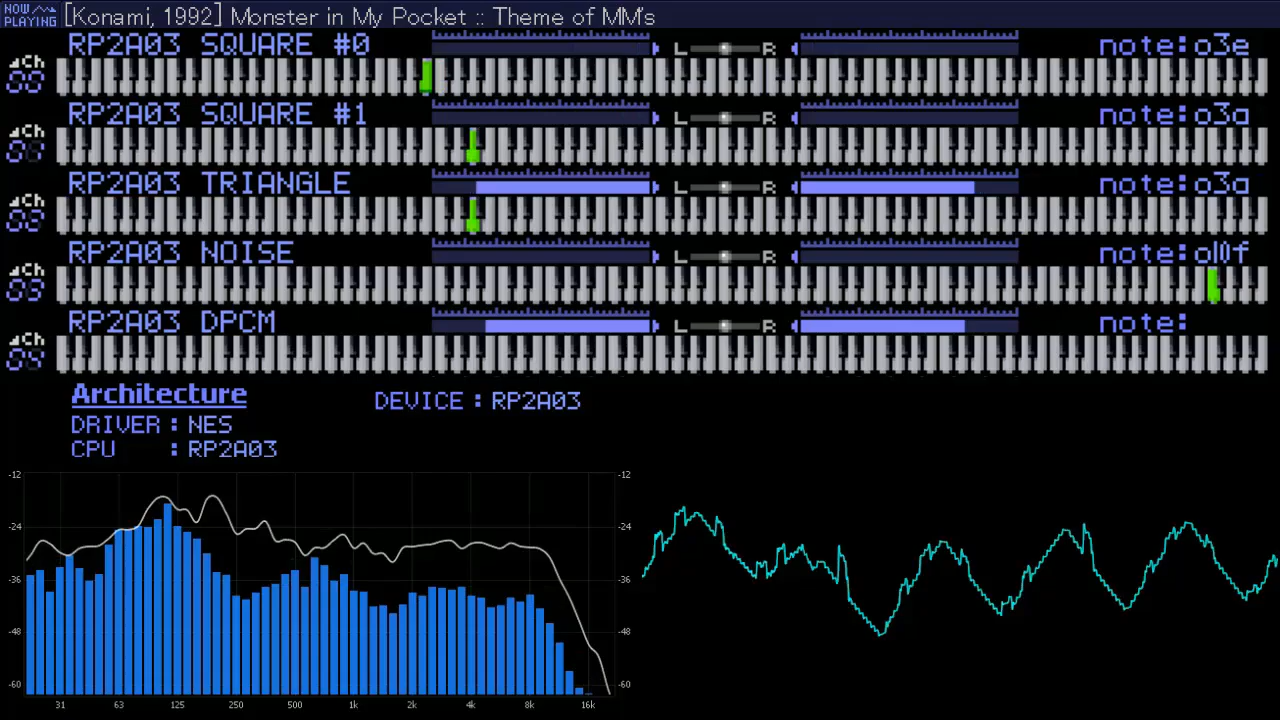 NOW PLAYING [Konami, 1992] Monster in My Pocket :: Theme of MM's
RP2A03 SQUARE #0 L R note:o3e
Ch 00
RP2A03 SQUARE #1 L R note:o3a
Ch 01
RP2A03 TRIANGLE L R note:o3a
Ch 02
RP2A03 NOISE L R note:o10f
Ch 03
RP2A03 DPCM L R note:
Ch 04
Architecture
DEVICE : RP2A03
DRIVER : NES
CPU : RP2A03
-12 -12
-24 -24
-36 -36
-48 -48
-60 -60
31 63 125 250 500 1k 2k 4k 8k 16k